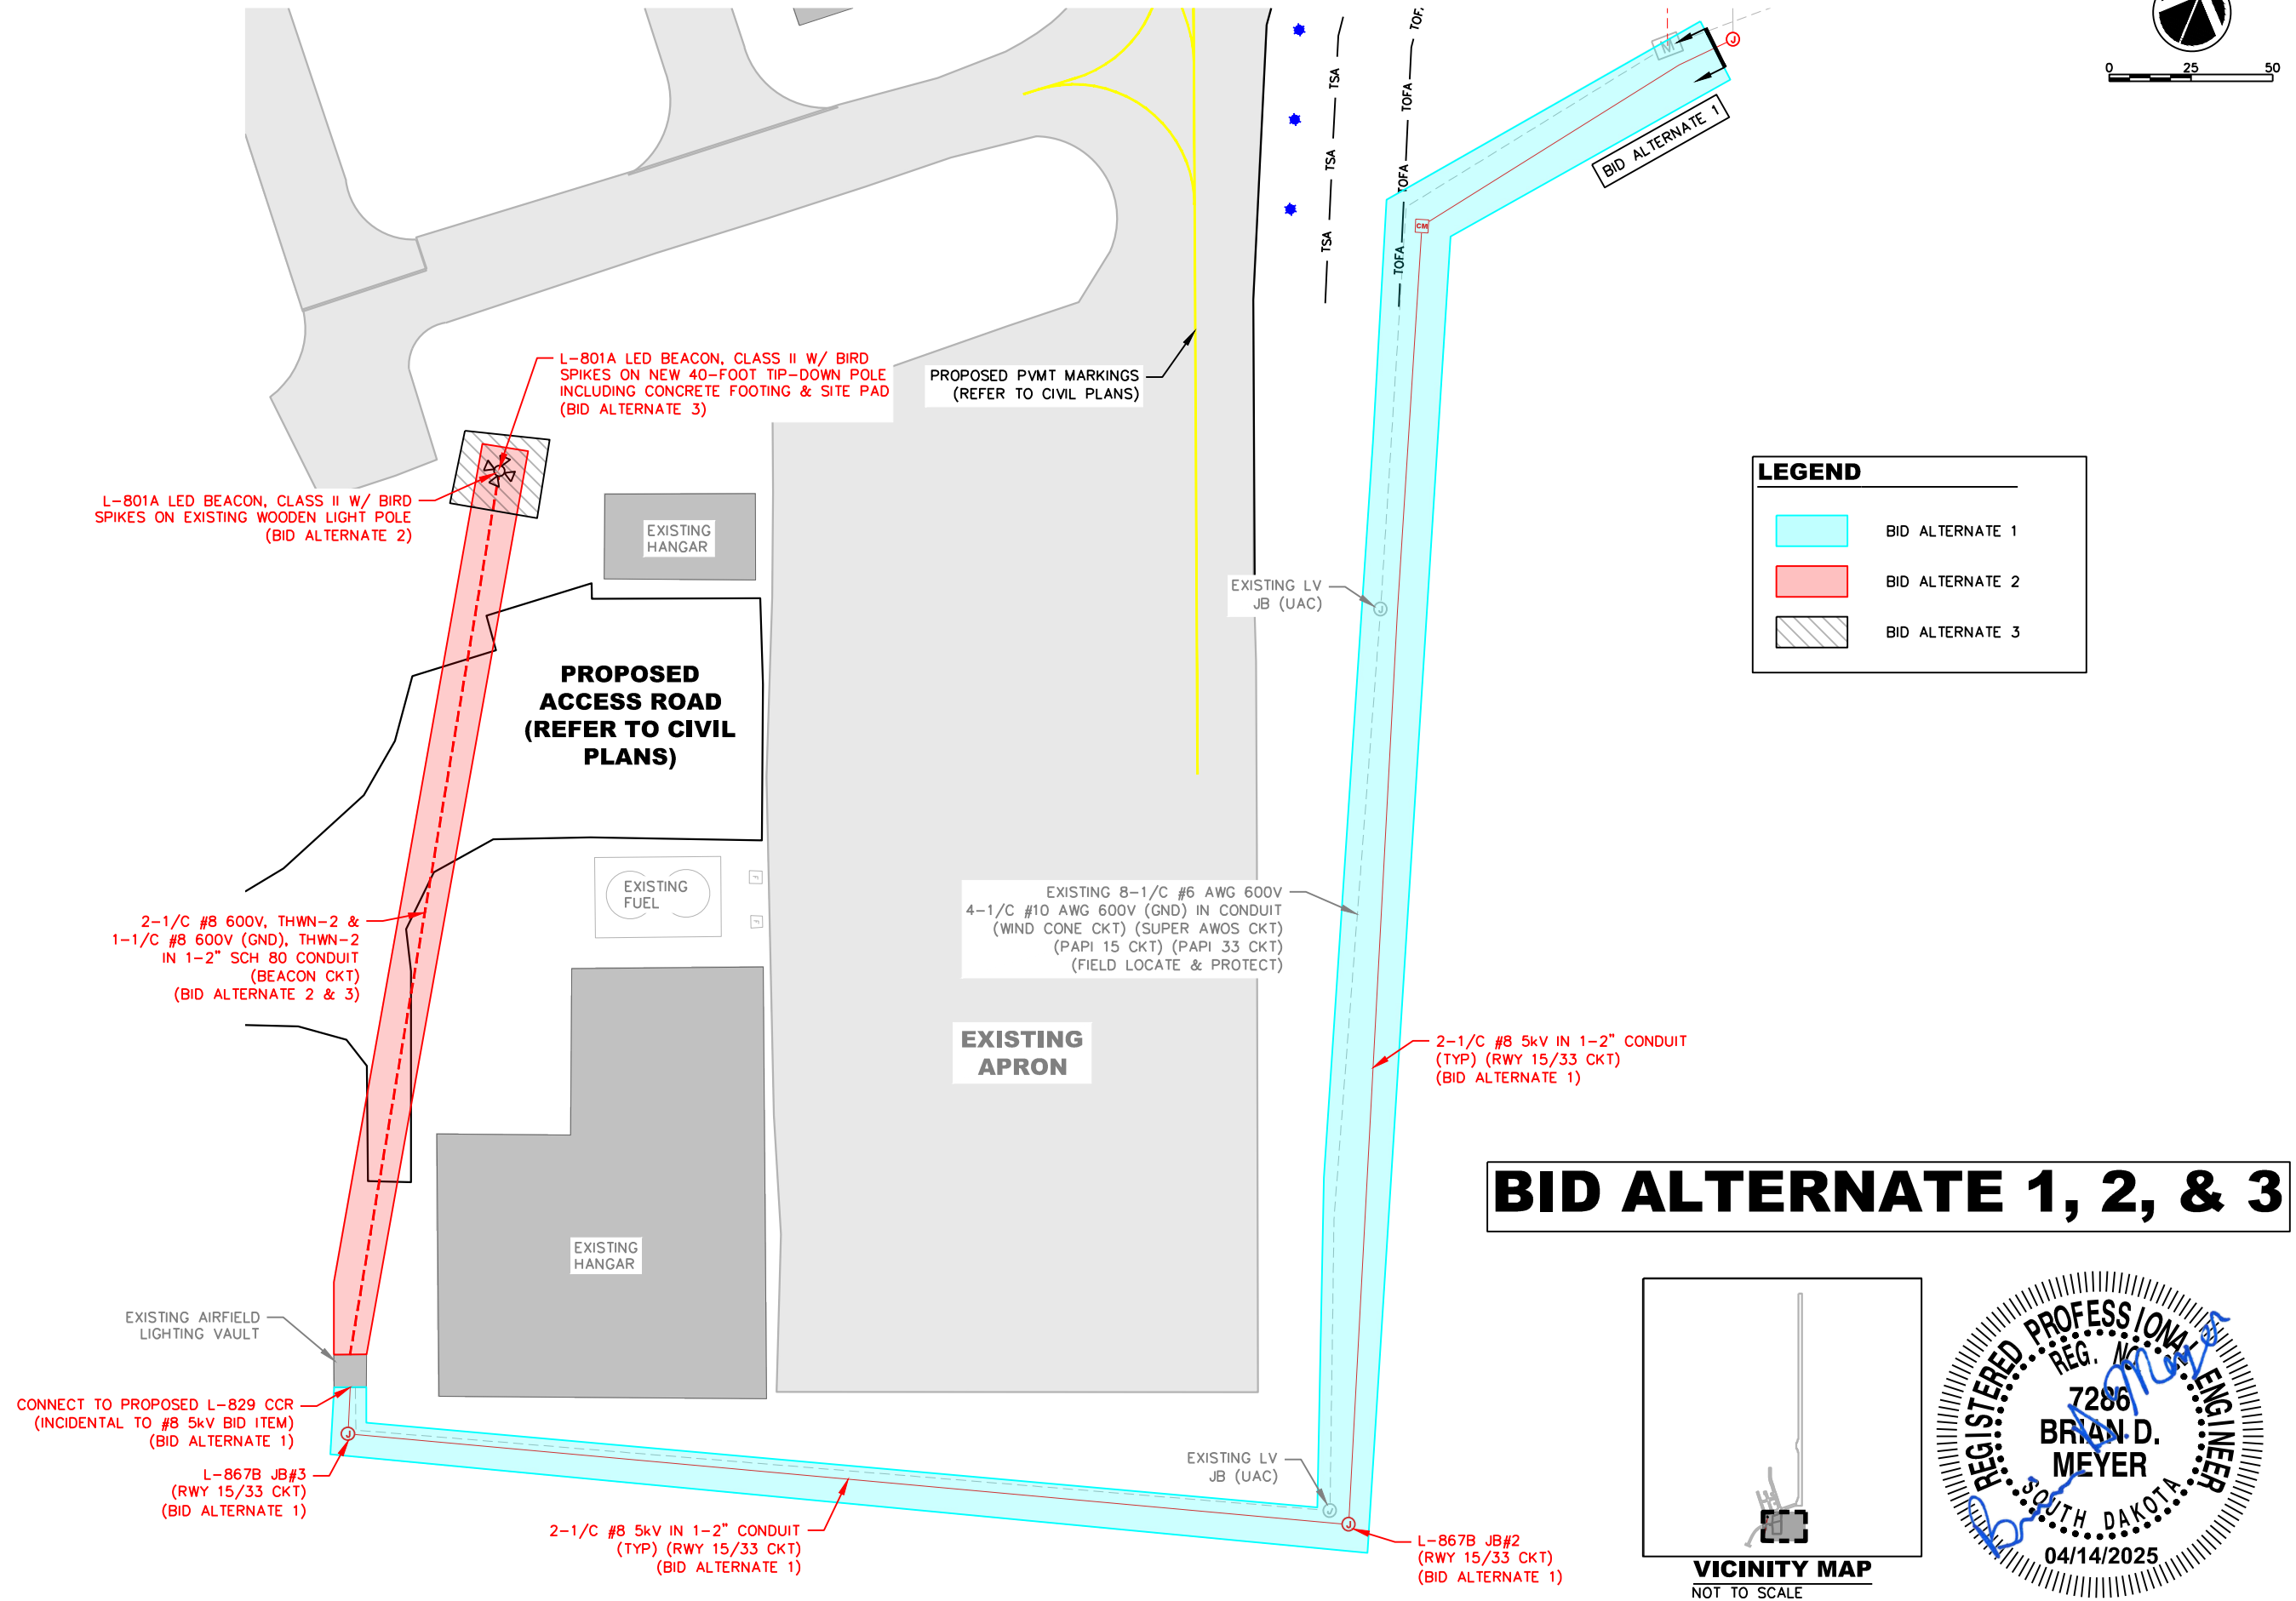 0 25 50
TOFA
TSA
TOFA
TSA
TOFA
TSA
TOFA
M
J
BID ALTERNATE 1
CM
L-801A LED BEACON, CLASS II W/ BIRD
SPIKES ON NEW 40-FOOT TIP-DOWN POLE
INCLUDING CONCRETE FOOTING & SITE PAD
(BID ALTERNATE 3)
PROPOSED PVMT MARKINGS
(REFER TO CIVIL PLANS)
L-801A LED BEACON, CLASS II W/ BIRD
SPIKES ON EXISTING WOODEN LIGHT POLE
(BID ALTERNATE 2)
EXISTING
HANGAR
LEGEND
BID ALTERNATE 1
BID ALTERNATE 2
BID ALTERNATE 3
EXISTING LV
JB (UAC)
J
PROPOSED
ACCESS ROAD
(REFER TO CIVIL
PLANS)
EXISTING
FUEL
F
F
2-1/C #8 600V, THWN-2 &
1-1/C #8 600V (GND), THWN-2
IN 1-2" SCH 80 CONDUIT
(BEACON CKT)
(BID ALTERNATE 2 & 3)
EXISTING 8-1/C #6 AWG 600V
4-1/C #10 AWG 600V (GND) IN CONDUIT
(WIND CONE CKT) (SUPER AWOS CKT)
(PAPI 15 CKT) (PAPI 33 CKT)
(FIELD LOCATE & PROTECT)
EXISTING
APRON
2-1/C #8 5kV IN 1-2" CONDUIT
(TYP) (RWY 15/33 CKT)
(BID ALTERNATE 1)
BID ALTERNATE 1, 2, & 3
EXISTING
HANGAR
EXISTING AIRFIELD
LIGHTING VAULT
CONNECT TO PROPOSED L-829 CCR
(INCIDENTAL TO #8 5kV BID ITEM)
(BID ALTERNATE 1)
J
L-867B JB#3
(RWY 15/33 CKT)
(BID ALTERNATE 1)
2-1/C #8 5kV IN 1-2" CONDUIT
(TYP) (RWY 15/33 CKT)
(BID ALTERNATE 1)
EXISTING LV
JB (UAC)
J
J
L-867B JB#2
(RWY 15/33 CKT)
(BID ALTERNATE 1)
VICINITY MAP
NOT TO SCALE
REGISTERED PROFESSIONAL ENGINEER
REG. NO.
7286
BRIAN D.
MEYER
SOUTH DAKOTA
Brian D. Meyer
04/14/2025